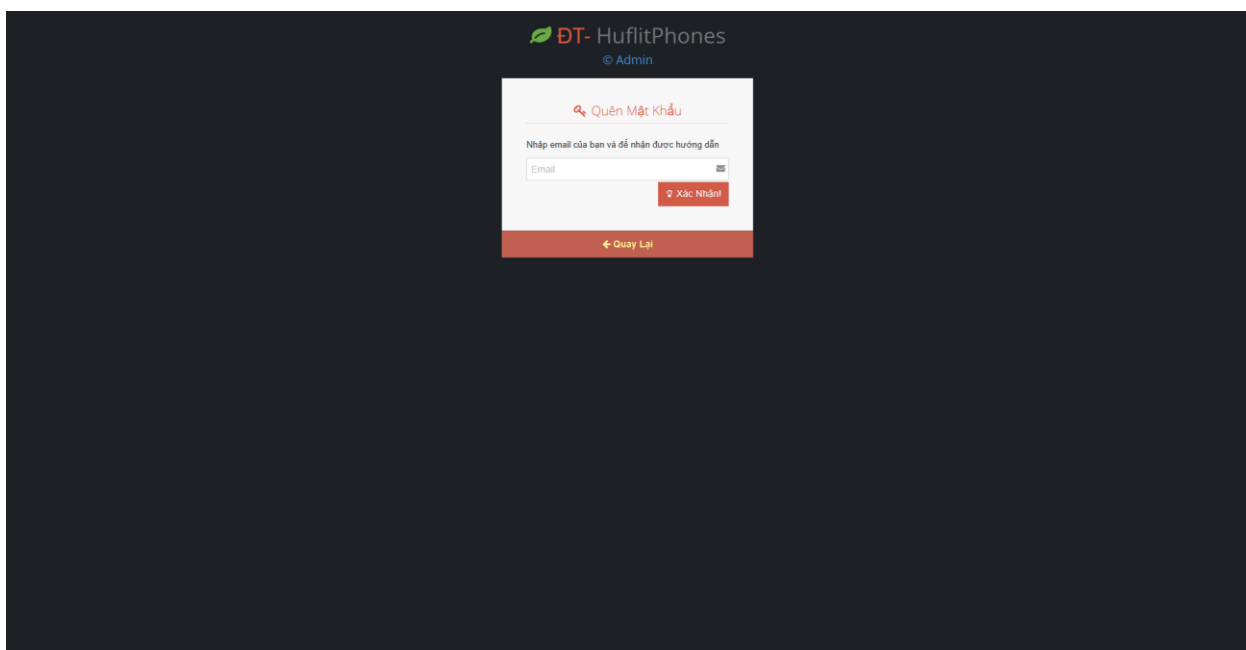 ĐT- HuflitPhones
© Admin
Quên Mật Khẩu
Nhập email của bạn và để nhận được hướng dẫn
Email
Xác Nhận!
Quay Lại